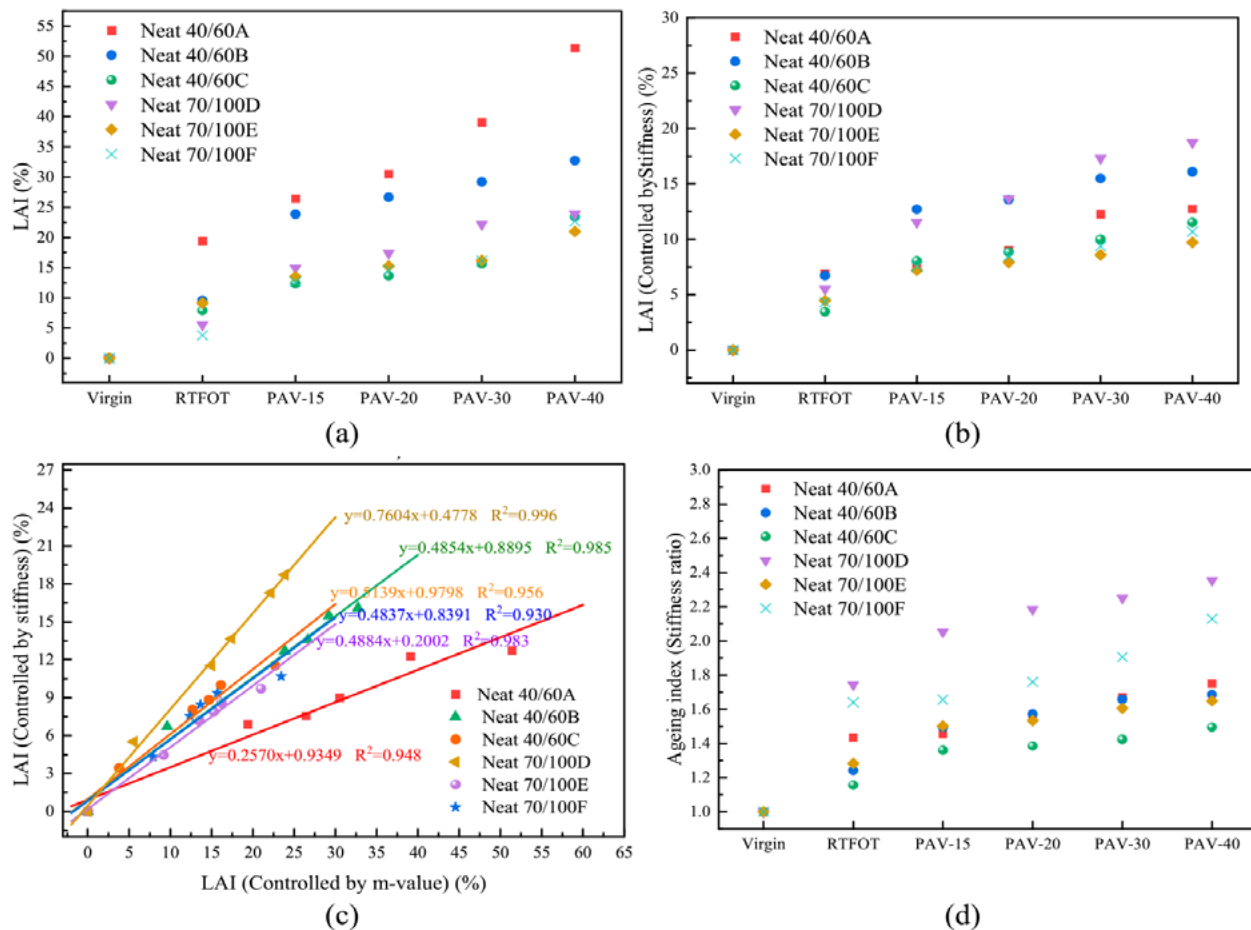 55
50
45
40
35
30
25
20
15
10
5
0
LAI (%)
Neat 40/60A
Neat 40/60B
Neat 40/60C
Neat 70/100D
Neat 70/100E
Neat 70/100F
Virgin RTFOT PAV-15 PAV-20 PAV-30 PAV-40
(a)
30
25
20
15
10
5
0
LAI (Controlled byStiffness) (%)
Neat 40/60A
Neat 40/60B
Neat 40/60C
Neat 70/100D
Neat 70/100E
Neat 70/100F
Virgin RTFOT PAV-15 PAV-20 PAV-30 PAV-40
(b)
27
24
21
18
15
12
9
6
3
0
LAI (Controlled by stiffness) (%)
y=0.7604x+0.4778 R²=0.996
y=0.4854x+0.8895 R²=0.985
y=0.5139x+0.9798 R²=0.956
y=0.4837x+0.8391 R²=0.930
y=0.4884x+0.2002 R²=0.983
y=0.2570x+0.9349 R²=0.948
Neat 40/60A
Neat 40/60B
Neat 40/60C
Neat 70/100D
Neat 70/100E
Neat 70/100F
0 5 10 15 20 25 30 35 40 45 50 55 60 65
LAI (Controlled by m-value) (%)
(c)
3.0
2.8
2.6
2.4
2.2
2.0
1.8
1.6
1.4
1.2
1.0
Ageing index (Stiffness ratio)
Neat 40/60A
Neat 40/60B
Neat 40/60C
Neat 70/100D
Neat 70/100E
Neat 70/100F
Virgin RTFOT PAV-15 PAV-20 PAV-30 PAV-40
(d)